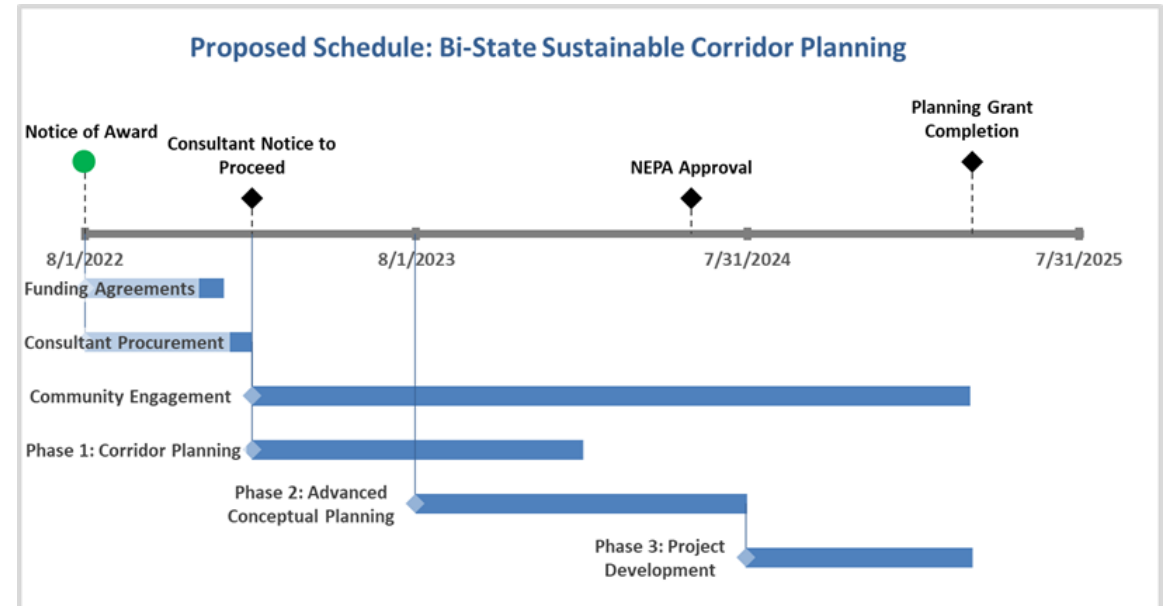 Proposed Schedule: Bi-State Sustainable Corridor Planning
Planning Grant
Completion
Notice of Award
Consultant Notice to
Proceed
NEPA Approval
8/1/2022
8/1/2023
7/31/2024
7/31/2025
Funding Agreements
Consultant Procurement
Community Engagement
Phase 1: Corridor Planning
Phase 2: Advanced
Conceptual Planning
Phase 3: Project
Development